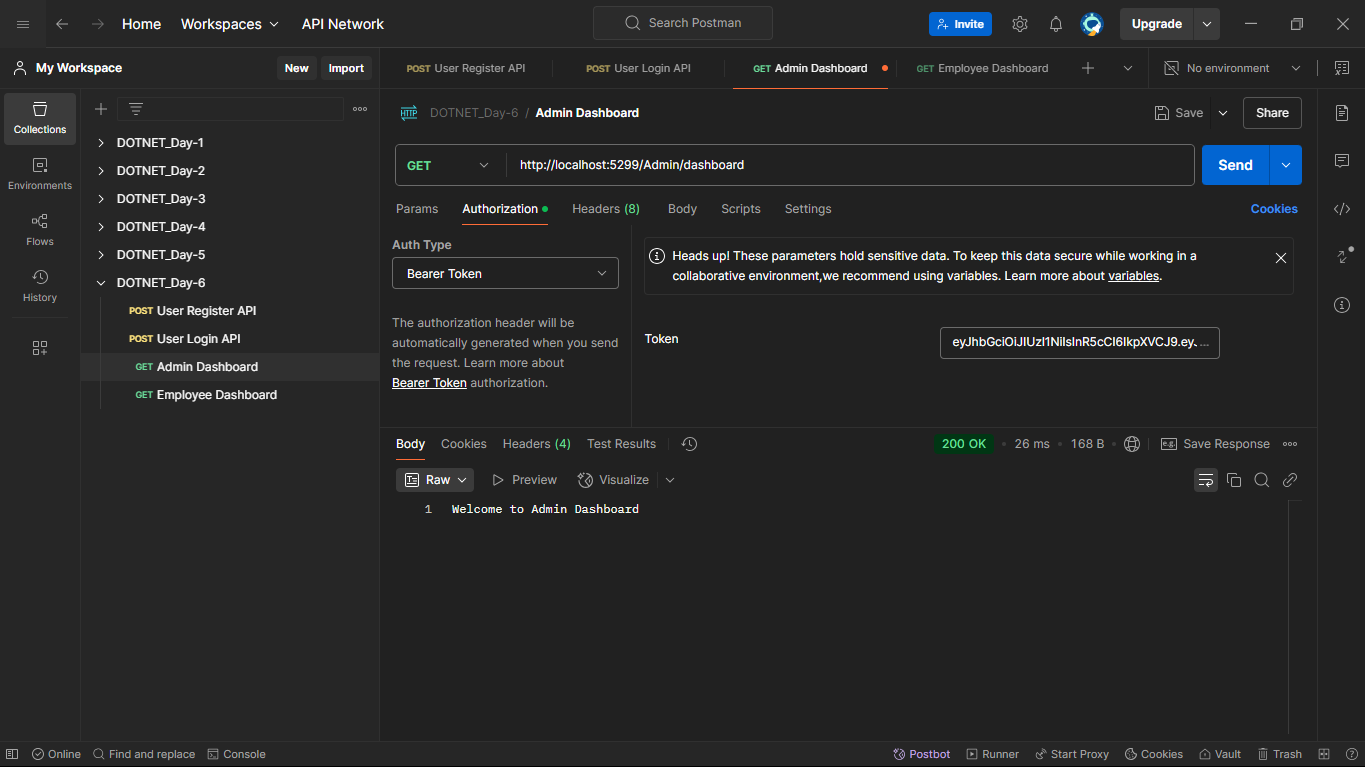 Home Workspaces API Network Search Postman Invite Upgrade
My Workspace New Import
POST User Register API POST User Login API GET Admin Dashboard GET Employee Dashboard No environment
Collections
Environments
Flows
History
DOTNET_Day-1
DOTNET_Day-2
DOTNET_Day-3
DOTNET_Day-4
DOTNET_Day-5
DOTNET_Day-6
POST User Register API
POST User Login API
GET Admin Dashboard
GET Employee Dashboard
HTTP DOTNET_Day-6 / Admin Dashboard Save Share
GET http://localhost:5299/Admin/dashboard Send
Params Authorization Headers (8) Body Scripts Settings Cookies
Auth Type
Bearer Token
The authorization header will be
automatically generated when you send
the request. Learn more about
Bearer Token authorization.
Heads up! These parameters hold sensitive data. To keep this data secure while working in a
collaborative environment,we recommend using variables. Learn more about variables.
Token eyJhbGciOiJIUzI1NiIsInR5cCI6IkpXVCJ9.eyJ ...
Body Cookies Headers (4) Test Results 200 OK 26 ms 168 B e.g. Save Response
Raw Preview Visualize
1 Welcome to Admin Dashboard
Online Find and replace Console Postbot Runner Start Proxy Cookies Vault Trash